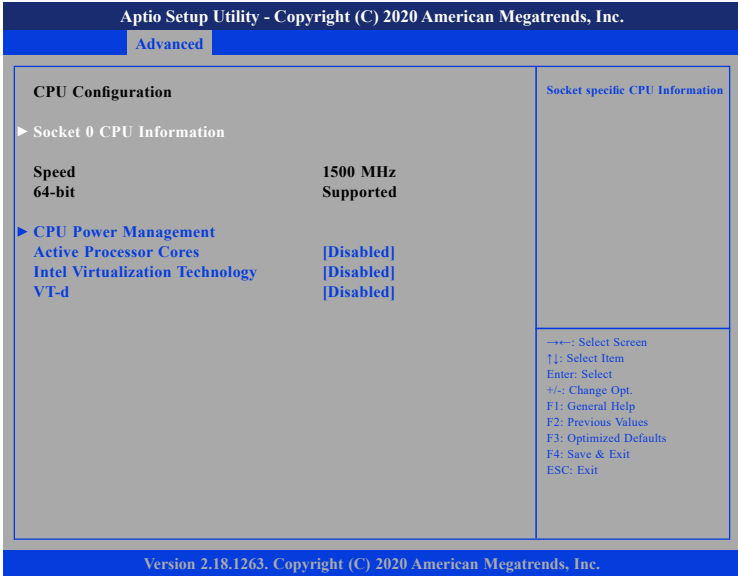 Aptio Setup Utility - Copyright (C) 2020 American Megatrends, Inc.
Advanced
CPU Configuration
► Socket 0 CPU Information
Speed 1500 MHz
64-bit Supported
► CPU Power Management
Active Processor Cores [Disabled]
Intel Virtualization Technology [Disabled]
VT-d [Disabled]
Socket specific CPU Information
→←: Select Screen
↑↓: Select Item
Enter: Select
+/-: Change Opt.
F1: General Help
F2: Previous Values
F3: Optimized Defaults
F4: Save & Exit
ESC: Exit
Version 2.18.1263. Copyright (C) 2020 American Megatrends, Inc.